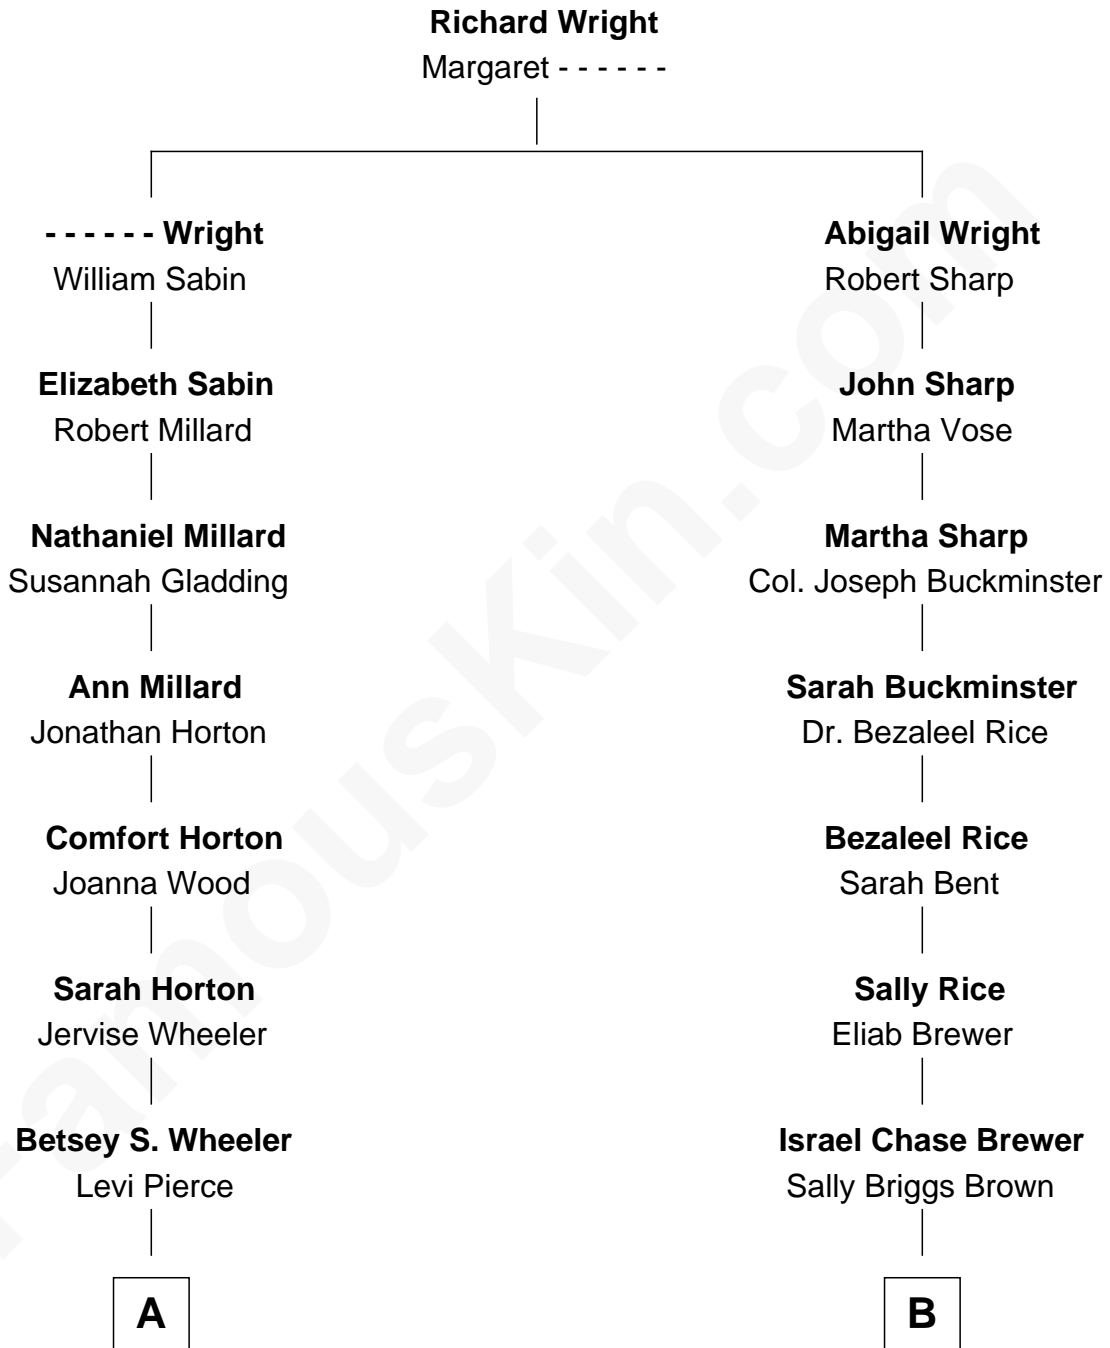 Richard Wright
Margaret - - - - - -
- - - - - - Wright
William Sabin
Elizabeth Sabin
Robert Millard
Nathaniel Millard
Susannah Gladding
Ann Millard
Jonathan Horton
Comfort Horton
Joanna Wood
Sarah Horton
Jervise Wheeler
Betsey S. Wheeler
Levi Pierce
A
Abigail Wright
Robert Sharp
John Sharp
Martha Vose
Martha Sharp
Col. Joseph Buckminster
Sarah Buckminster
Dr. Bezaleel Rice
Bezaleel Rice
Sarah Bent
Sally Rice
Eliab Brewer
Israel Chase Brewer
Sally Briggs Brown
B
FamousKin.com